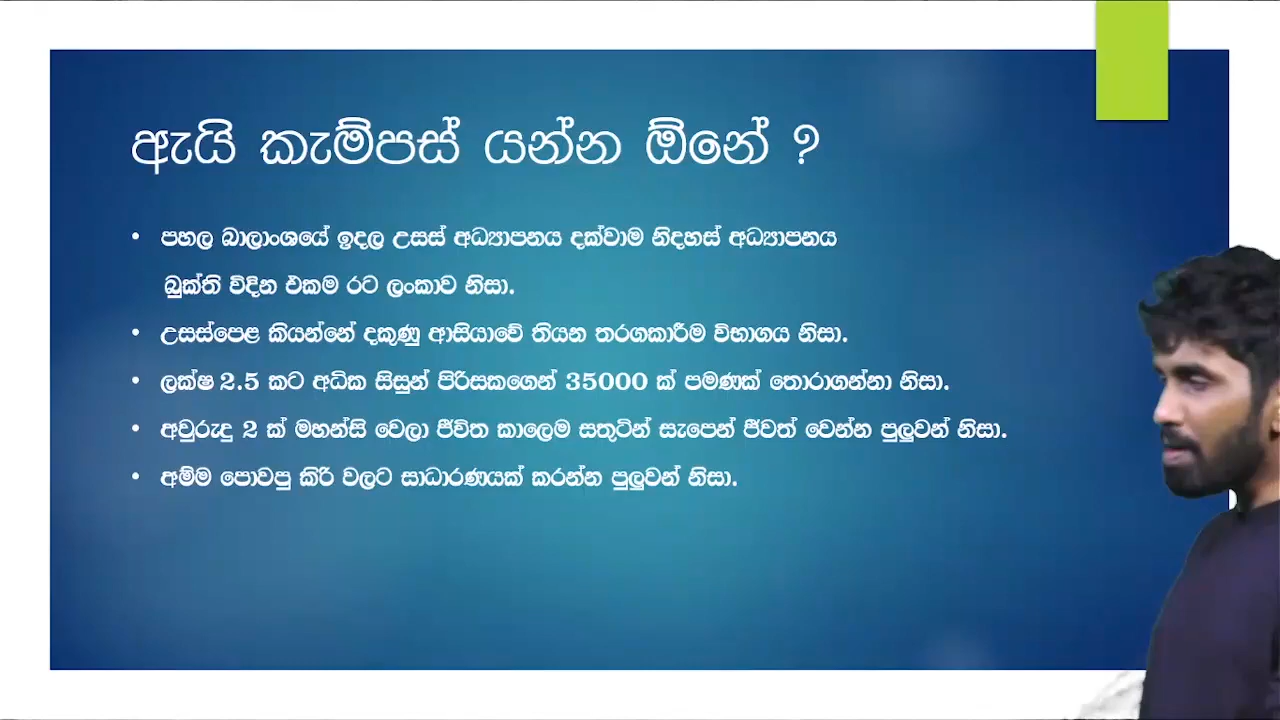 ඇයි කැම්පස් යන්න ඕනේ ?
• පහල බාලාංශයේ ඉදල උසස් අධ්‍යාපනය දක්වාම නිදහස් අධ්‍යාපනය
බුක්ති විදින එකම රට ලංකාව නිසා.
• උසස්පෙළ කියන්නේ දකුණු ආසියාවේ තියන තරගකාරීම විභාගය නිසා.
• ලක්ෂ 2.5 කට අධික සිසුන් පිරිසකගෙන් 35000 ක් පමණක් තොරාගන්නා නිසා.
• අවුරුදු 2 ක් මහන්සි වෙලා ජීවිත කාලෙම සතුටින් සැපෙන් ජීවත් වෙන්න පුලුවන් නිසා.
• අම්ම පොවපු කිරි වලට සාධාරණයක් කරන්න පුලුවන් නිසා.